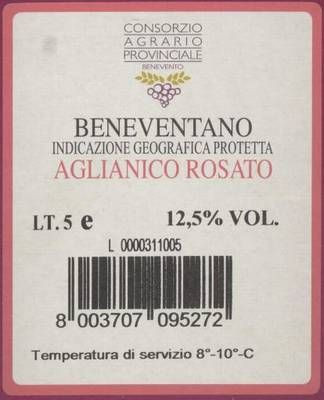 CONSORZIO
AGRARIO
PROVINCIALE
BENEVENTO
BENEVENTANO
INDICAZIONE GEOGRAFICA PROTETTA
AGLIANICO ROSATO
LT. 5 e 12,5% VOL.
L 0000311005
8 003707 095272
Temperatura di servizio 8°-10°-C